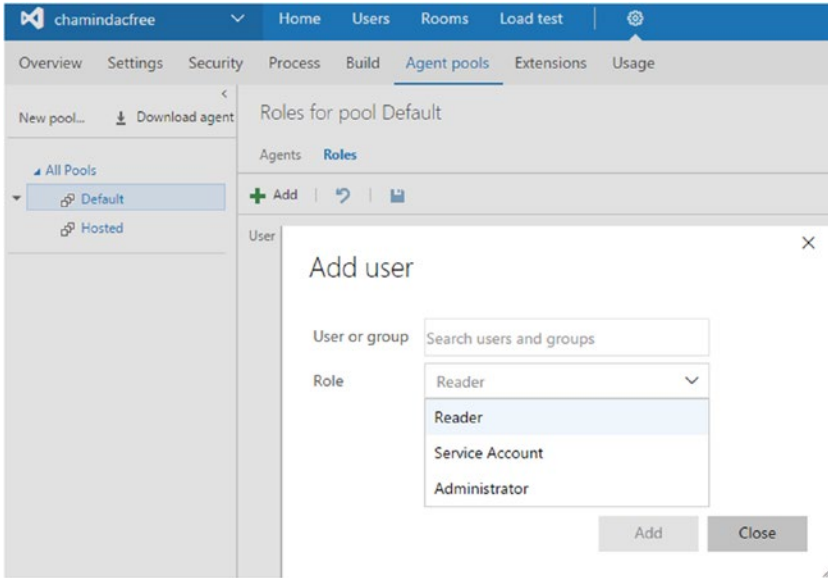 chamindacfree Home Users Rooms Load test
Overview Settings Security Process Build Agent pools Extensions Usage
New pool... Download agent
All Pools
Default
Hosted
Roles for pool Default
Agents Roles
Add
User
Add user
User or group Search users and groups
Role Reader
Reader
Service Account
Administrator
Add Close